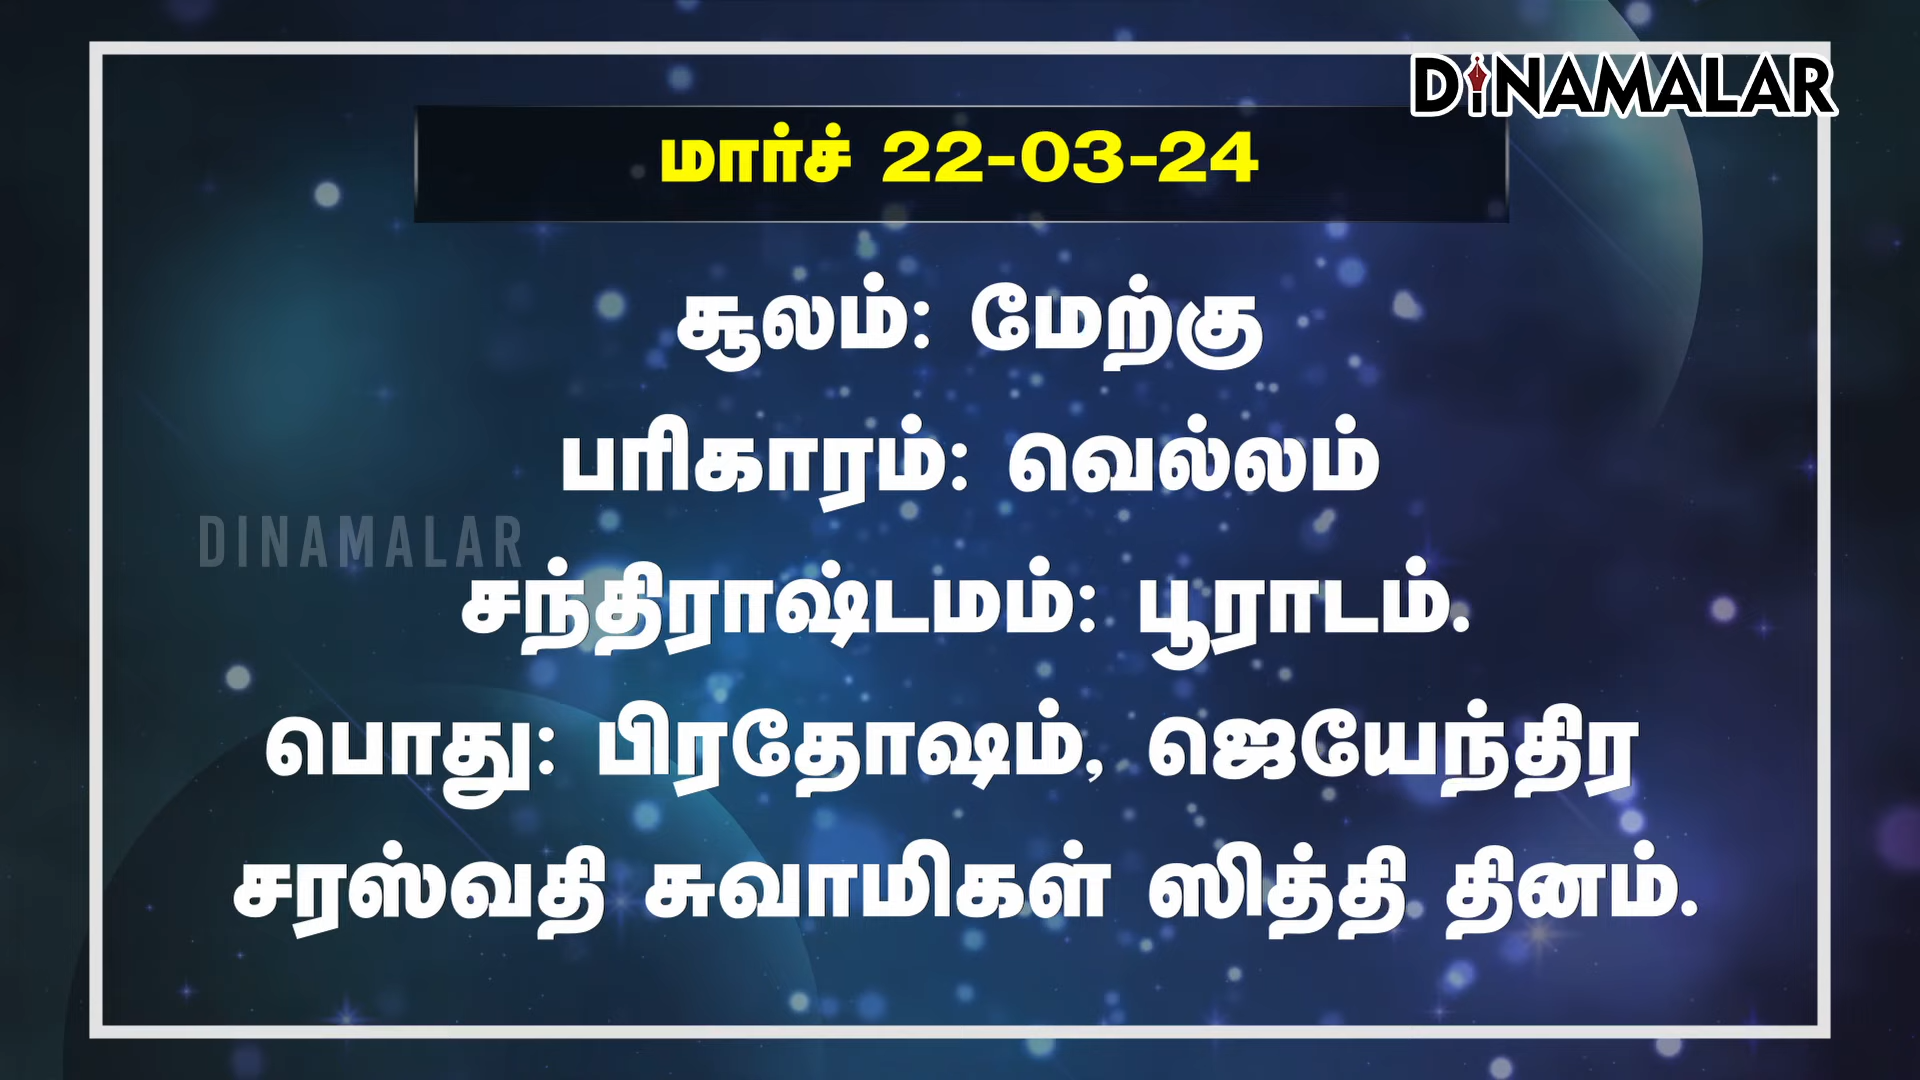 DINAMALAR
மார்ச் 22-03-24
சூலம்: மேற்கு
பரிகாரம்: வெல்லம்
DINAMALAR
சந்திராஷ்டமம்: பூராடம்.
பொது: பிரதோஷம், ஜெயேந்திர
சரஸ்வதி சுவாமிகள் ஸித்தி தினம்.